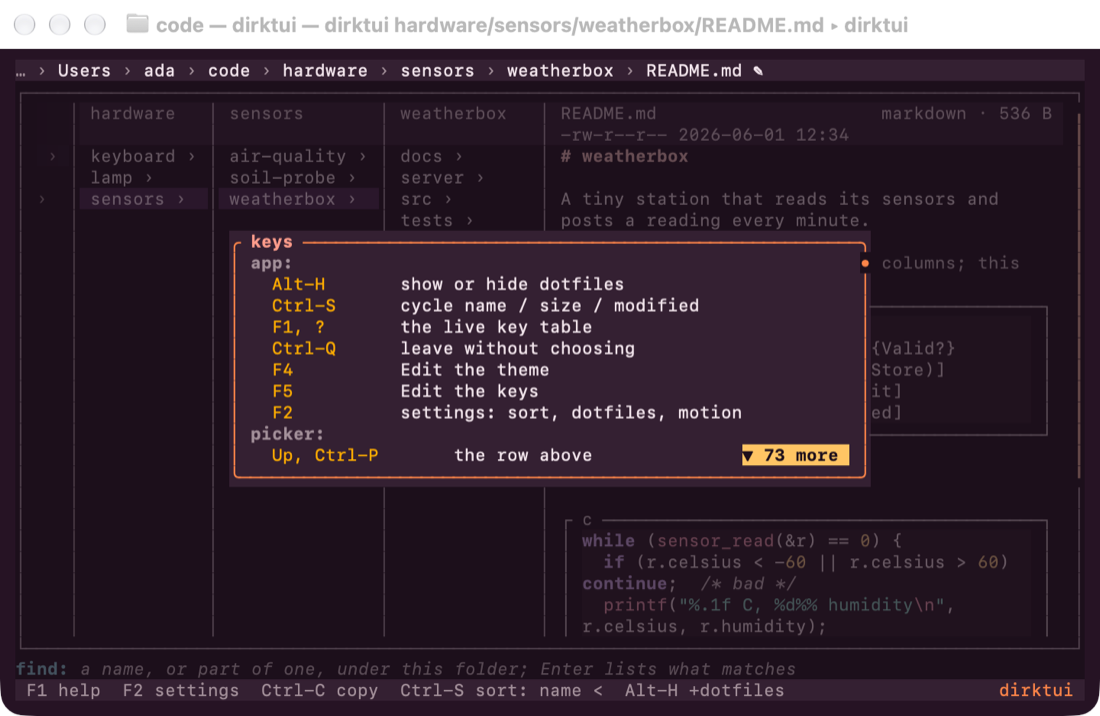 code — dirktui — dirktui hardware/sensors/weatherbox/README.md ▸ dirktui
… › Users › ada › code › hardware › sensors › weatherbox › README.md ✎
hardware sensors weatherbox README.md markdown · 536 B
-rw-r--r-- 2026-06-01 12:34
› keyboard › air-quality › docs › # weatherbox
lamp › soil-probe › server ›
› sensors › weatherbox › src › A tiny station that reads its sensors and
tests › posts a reading every minute.
keys
app: columns; this
Alt-H show or hide dotfiles
Ctrl-S cycle name / size / modified
F1, ? the live key table
Ctrl-Q leave without choosing {Valid?}
F4 Edit the theme Store)]
F5 Edit the keys it]
F2 settings: sort, dotfiles, motion ed]
picker:
Up, Ctrl-P the row above ▼ 73 more
c
while (sensor_read(&r) == 0) {
if (r.celsius < -60 || r.celsius > 60)
continue; /* bad */
printf("%.1f C, %d%% humidity\n",
r.celsius, r.humidity);
find: a name, or part of one, under this folder; Enter lists what matches
F1 help F2 settings Ctrl-C copy Ctrl-S sort: name < Alt-H +dotfiles dirktui